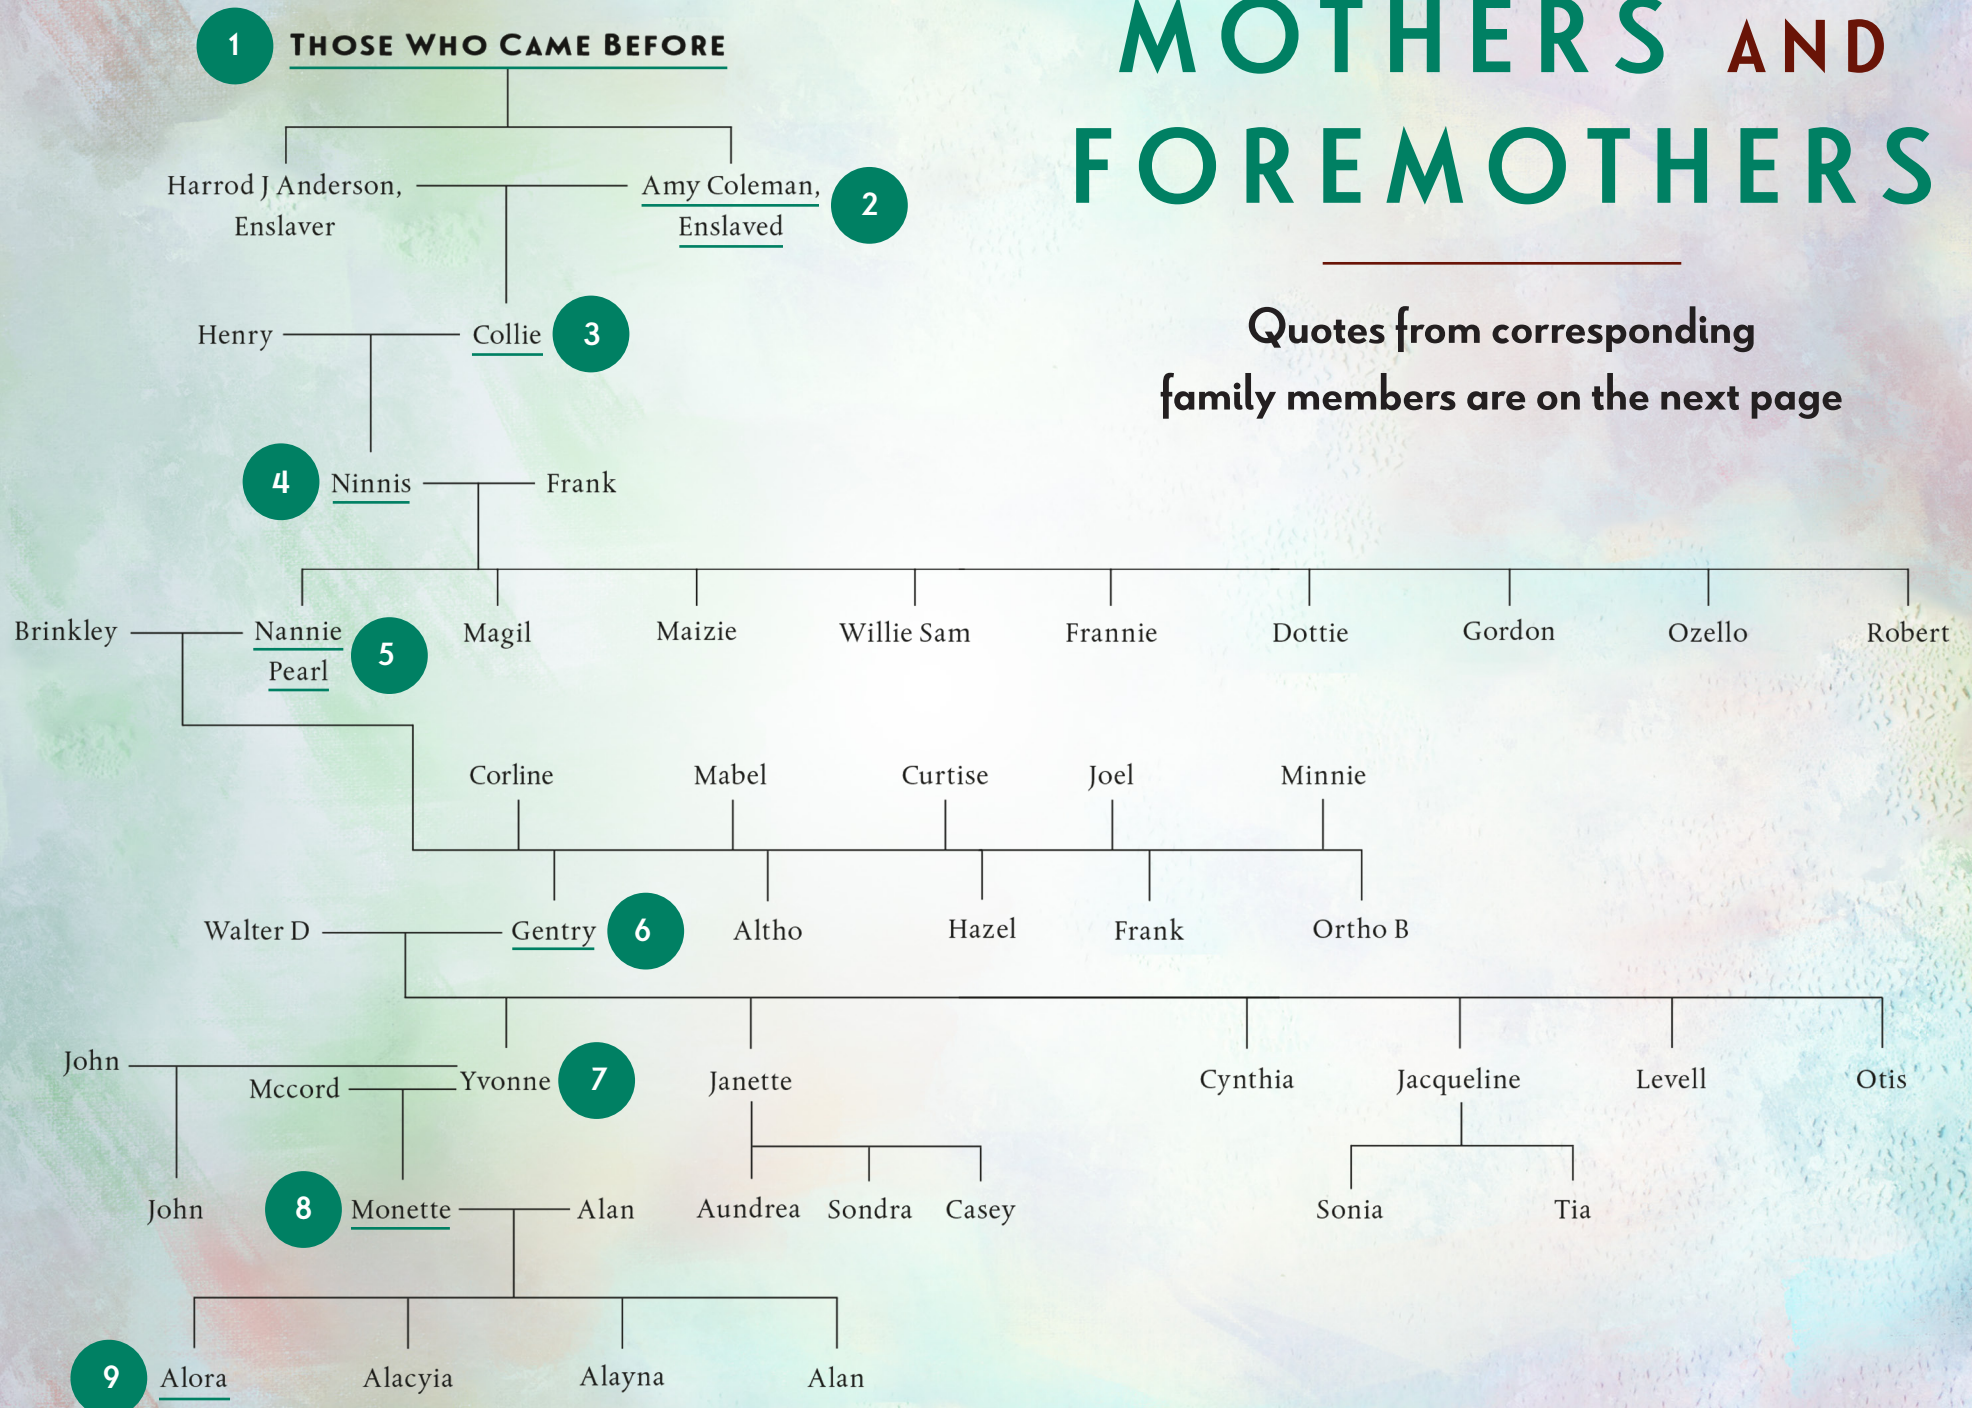 MOTHERS AND
FOREMOTHERS
Quotes from corresponding
family members are on the next page
1 THOSE WHO CAME BEFORE
Harrod J Anderson,
Enslaver
Amy Coleman,
Enslaved
2
Henry Collie 3
4 Ninnis Frank
Brinkley Nannie
Pearl
5
Magil Maizie Willie Sam Frannie Dottie Gordon Ozello Robert
Corline Mabel Curtise Joel Minnie
Walter D Gentry 6 Altho Hazel Frank Ortho B
John
Mccord
Yvonne 7 Janette Cynthia Jacqueline Levell Otis
John 8 Monette Alan Aundrea Sondra Casey Sonia Tia
9 Alora Alacyia Alayna Alan